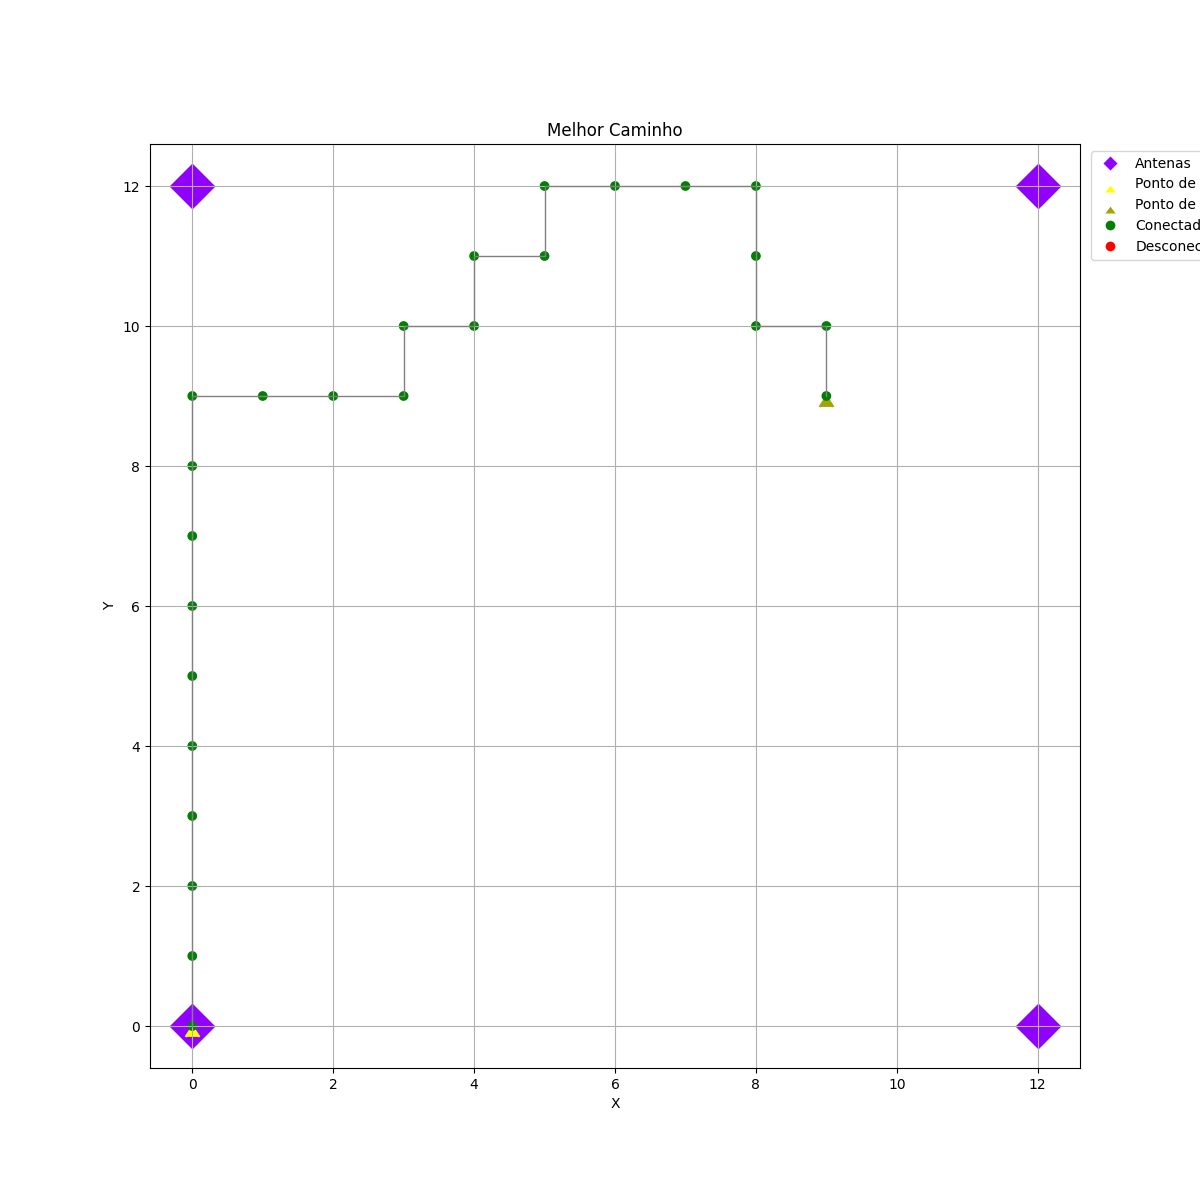 Melhor Caminho
Antenas
Ponto de
Ponto de
Conectad
Desconec
12
10
8
6
4
2
0
Y
0 2 4 6 8 10 12
X